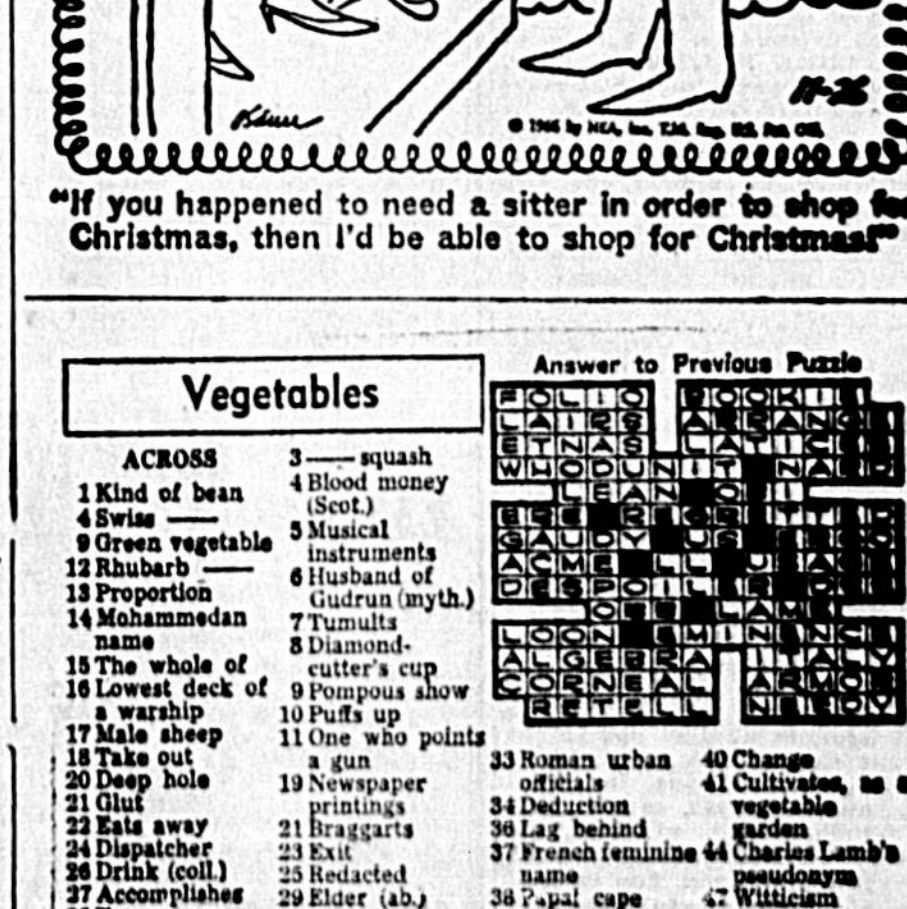 11-26
© 1966 by NEA, Inc. T.M. Reg. U.S. Pat. Off.
"If you happened to need a sitter in order to shop for
Christmas, then I'd be able to shop for Christmas!"
Vegetables
ACROSS
1 Kind of bean
4 Swiss ——
9 Green vegetable
12 Rhubarb ——
13 Proportion
14 Mohammedan
name
15 The whole of
16 Lowest deck of
a warship
17 Male sheep
18 Take out
20 Deep hole
21 Glut
22 Eats away
24 Dispatcher
26 Drink (coll.)
27 Accomplishes
3 —— squash
4 Blood money
(Scot.)
5 Musical
instruments
6 Husband of
Gudrun (myth.)
7 Tumults
8 Diamond-
cutter's cup
9 Pompous show
10 Puffs up
11 One who points
a gun
19 Newspaper
printings
21 Braggarts
23 Exit
25 Redacted
29 Elder (ab.)
Answer to Previous Puzzle
FOLIO
LAIRS
ETNAS
WHODUNIT
LEAN
GAUDY
ACME
DESPOIL
LOON EMINENCE
ALGEBRA ITALY
CORNEAL ARMOR
RETELL NEEDY
33 Roman urban
officials
34 Deduction
36 Lag behind
37 French feminine
name
38 Papal cape
40 Change
41 Cultivates, as a
vegetable
garden
44 Charles Lamb's
pseudonym
47 Witticism